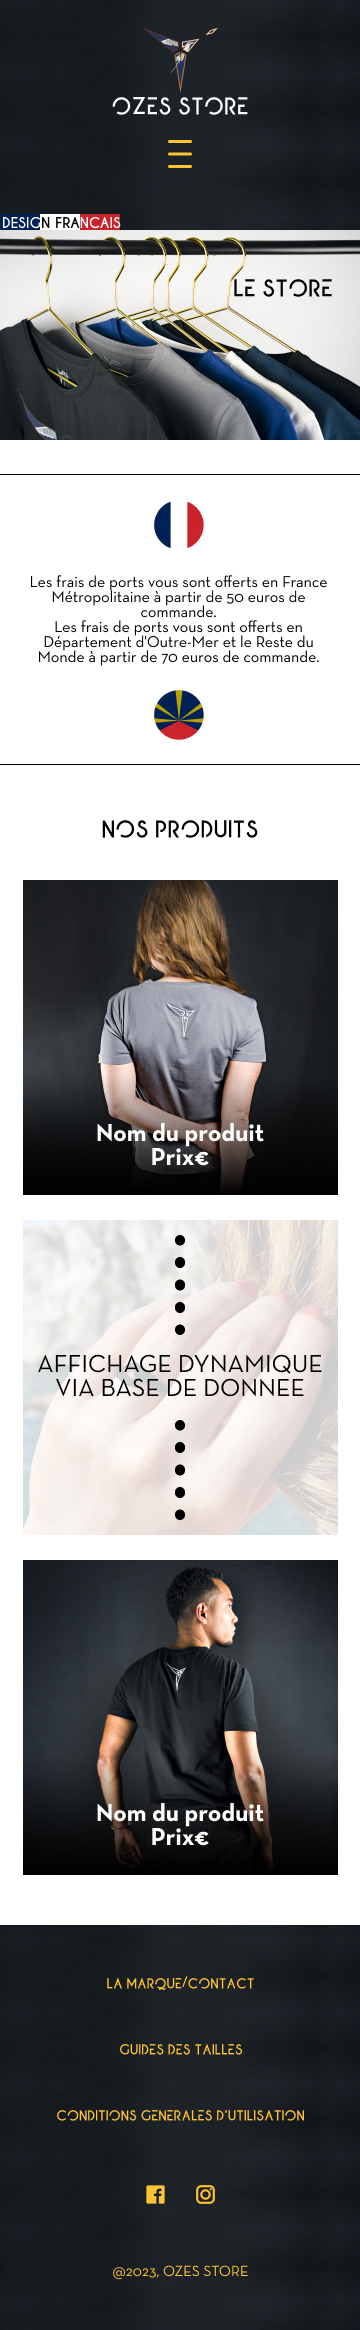 OZES STORE
DESIGN FRANCAIS
LE STORE
Les frais de ports vous sont offerts en France
Métropolitaine à partir de 50 euros de
commande.
Les frais de ports vous sont offerts en
Département d'Outre-Mer et le Reste du
Monde à partir de 70 euros de commande.
NOS PRODUITS
Nom du produit
Prix€
AFFICHAGE DYNAMIQUE
VIA BASE DE DONNEE
Nom du produit
Prix€
LA MARQUE/CONTACT
GUIDES DES TAILLES
CONDITIONS GENERALES D'UTILISATION
@2023, OZES STORE